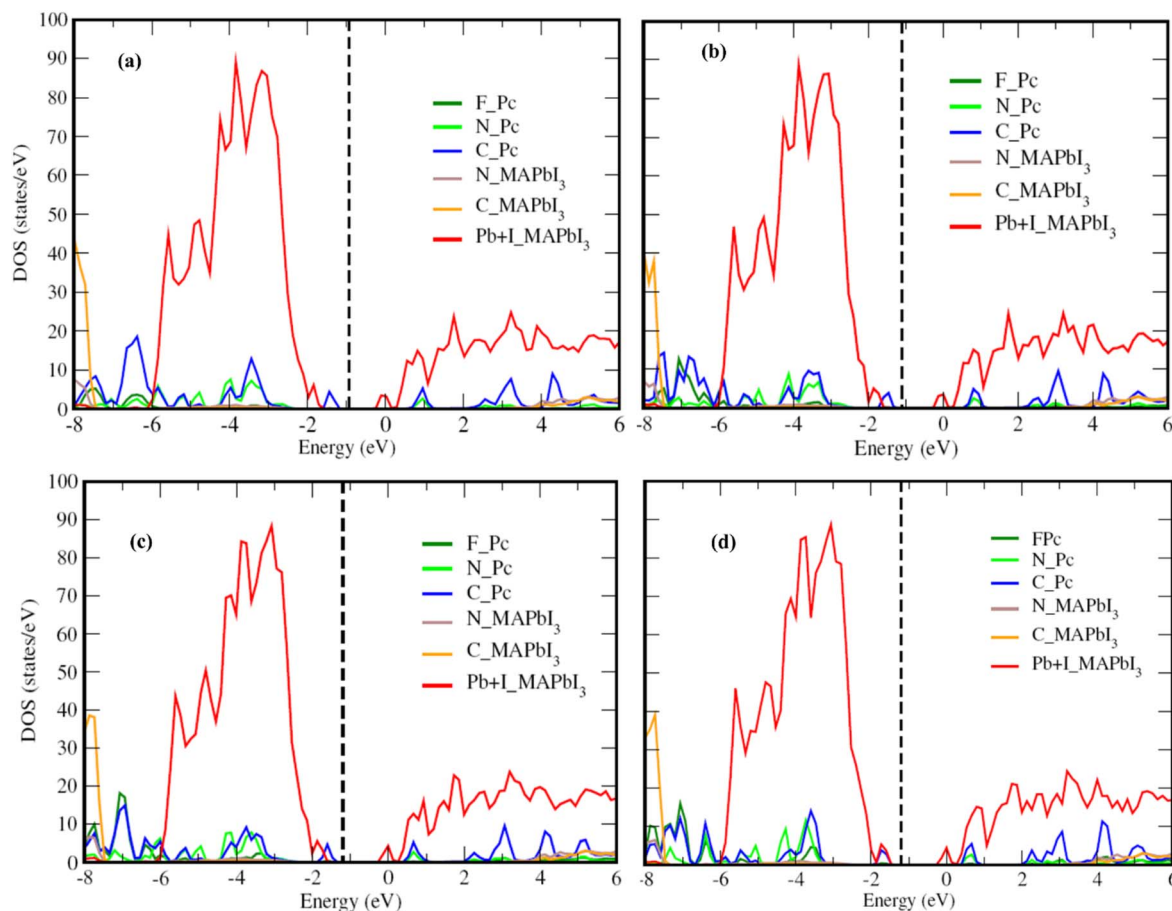 100
90
80
70
60
50
40
30
20
10
0
DOS (states/eV)
(a)
F_Pc
N_Pc
C_Pc
N_MAPbI3
C_MAPbI3
Pb+I_MAPbI3
-8 -6 -4 -2 0 2 4 6
Energy (eV)
(b)
F_Pc
N_Pc
C_Pc
N_MAPbI3
C_MAPbI3
Pb+I_MAPbI3
-8 -6 -4 -2 0 2 4 6
Energy (eV)
100
90
80
70
60
50
40
30
20
10
0
DOS (states/eV)
(c)
F_Pc
N_Pc
C_Pc
N_MAPbI3
C_MAPbI3
Pb+I_MAPbI3
-8 -6 -4 -2 0 2 4 6
Energy (eV)
(d)
FPc
N_Pc
C_Pc
N_MAPbI3
C_MAPbI3
Pb+I_MAPbI3
-8 -6 -4 -2 0 2 4 6
Energy (eV)